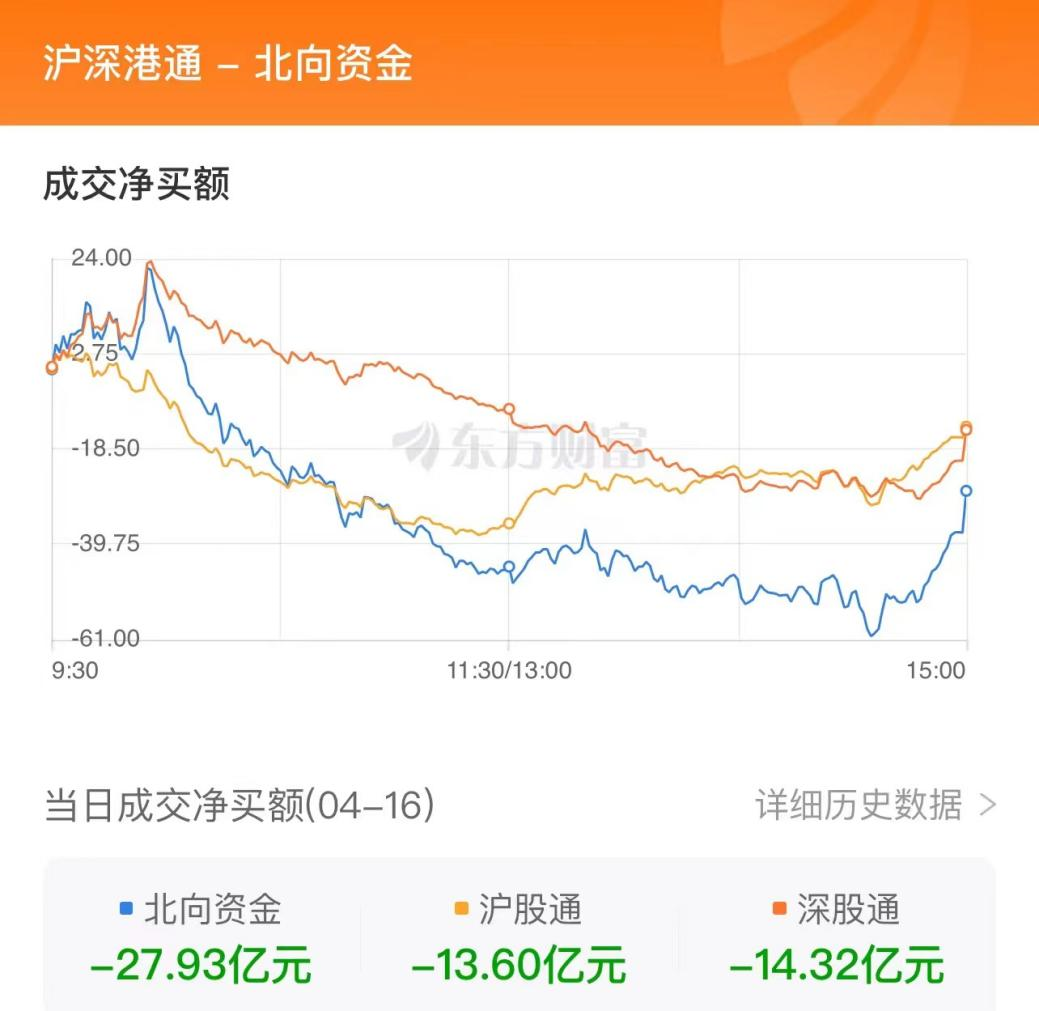 沪深港通 – 北向资金
成交净买额
24.00
2.75
-18.50
东方财富
-39.75
-61.00
9:30 11:30/13:00 15:00
当日成交净买额(04–16) 详细历史数据 >
北向资金 沪股通 深股通
–27.93亿元 –13.60亿元 –14.32亿元